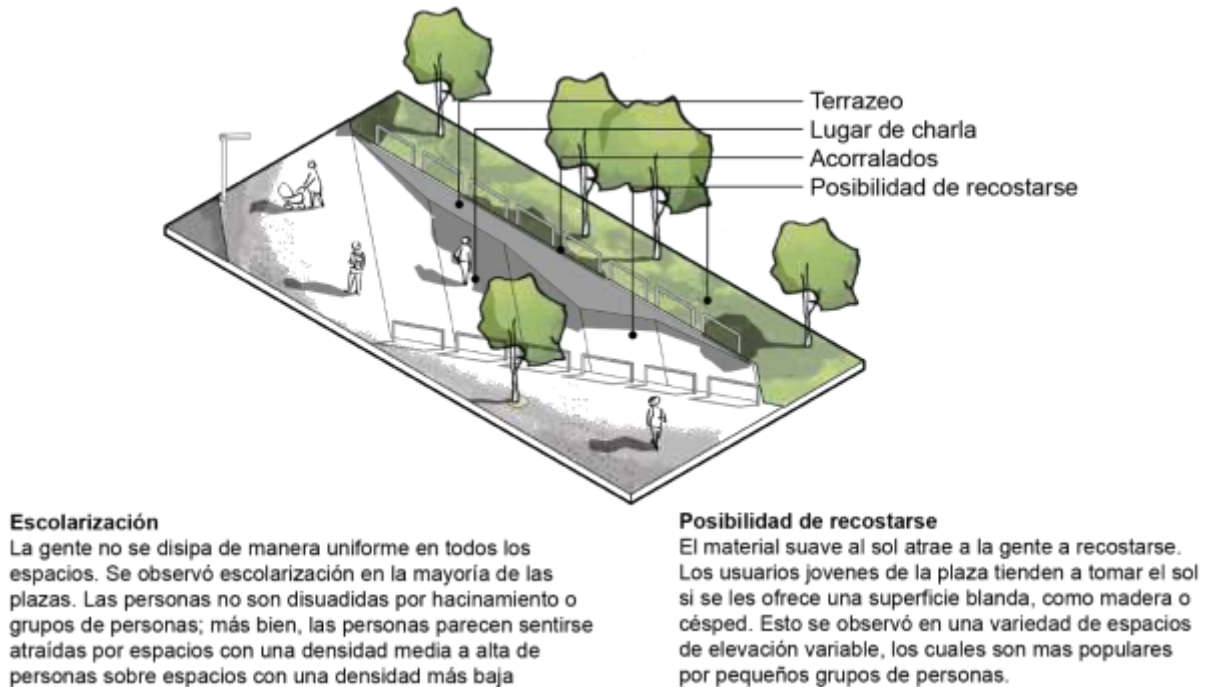 Terrazeo
Lugar de charla
Acorralados
Posibilidad de recostarse
Escolarización
La gente no se disipa de manera uniforme en todos los
espacios. Se observó escolarización en la mayoría de las
plazas. Las personas no son disuadidas por hacinamiento o
grupos de personas; más bien, las personas parecen sentirse
atraídas por espacios con una densidad media a alta de
personas sobre espacios con una densidad más baja
Posibilidad de recostarse
El material suave al sol atrae a la gente a recostarse.
Los usuarios jovenes de la plaza tienden a tomar el sol
si se les ofrece una superficie blanda, como madera o
césped. Esto se observó en una variedad de espacios
de elevación variable, los cuales son mas populares
por pequeños grupos de personas.